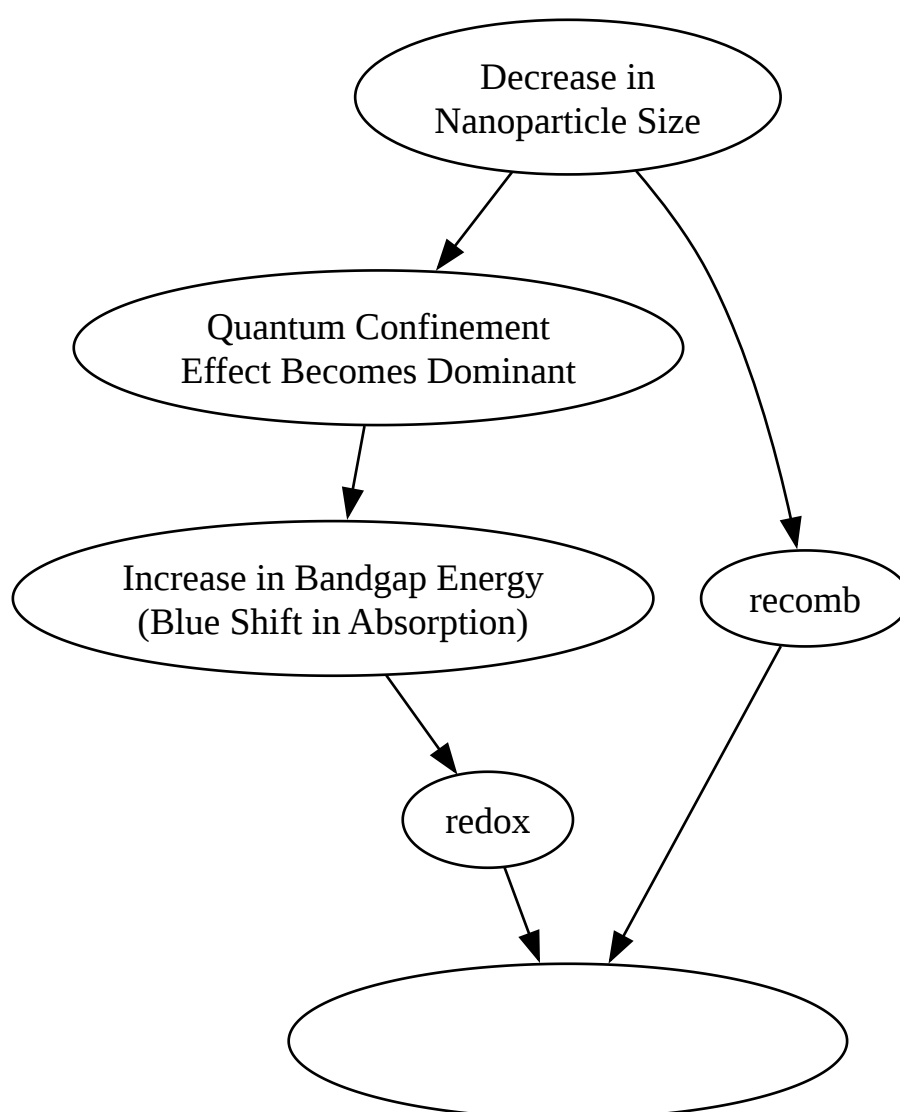 Decrease in
Nanoparticle Size
Quantum Confinement
Effect Becomes Dominant
Increase in Bandgap Energy
(Blue Shift in Absorption)
recomb
redox